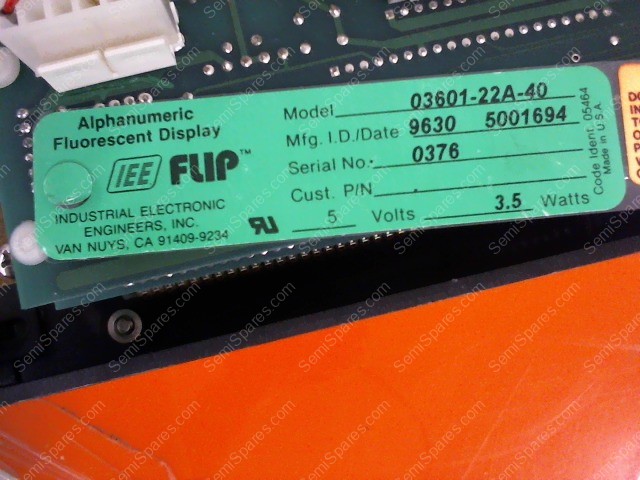 Alphanumeric
Fluorescent Display
IEE FLIP™
INDUSTRIAL ELECTRONIC
ENGINEERS, INC.
VAN NUYS, CA 91409-9234
Model 03601-22A-40
Mfg. I.D./Date 9630 5001694
Serial No. 0376
Cust. P/N
5 Volts 3.5 Watts
Code Ident. 05464
Made in U.S.A.
SemiSpares.com